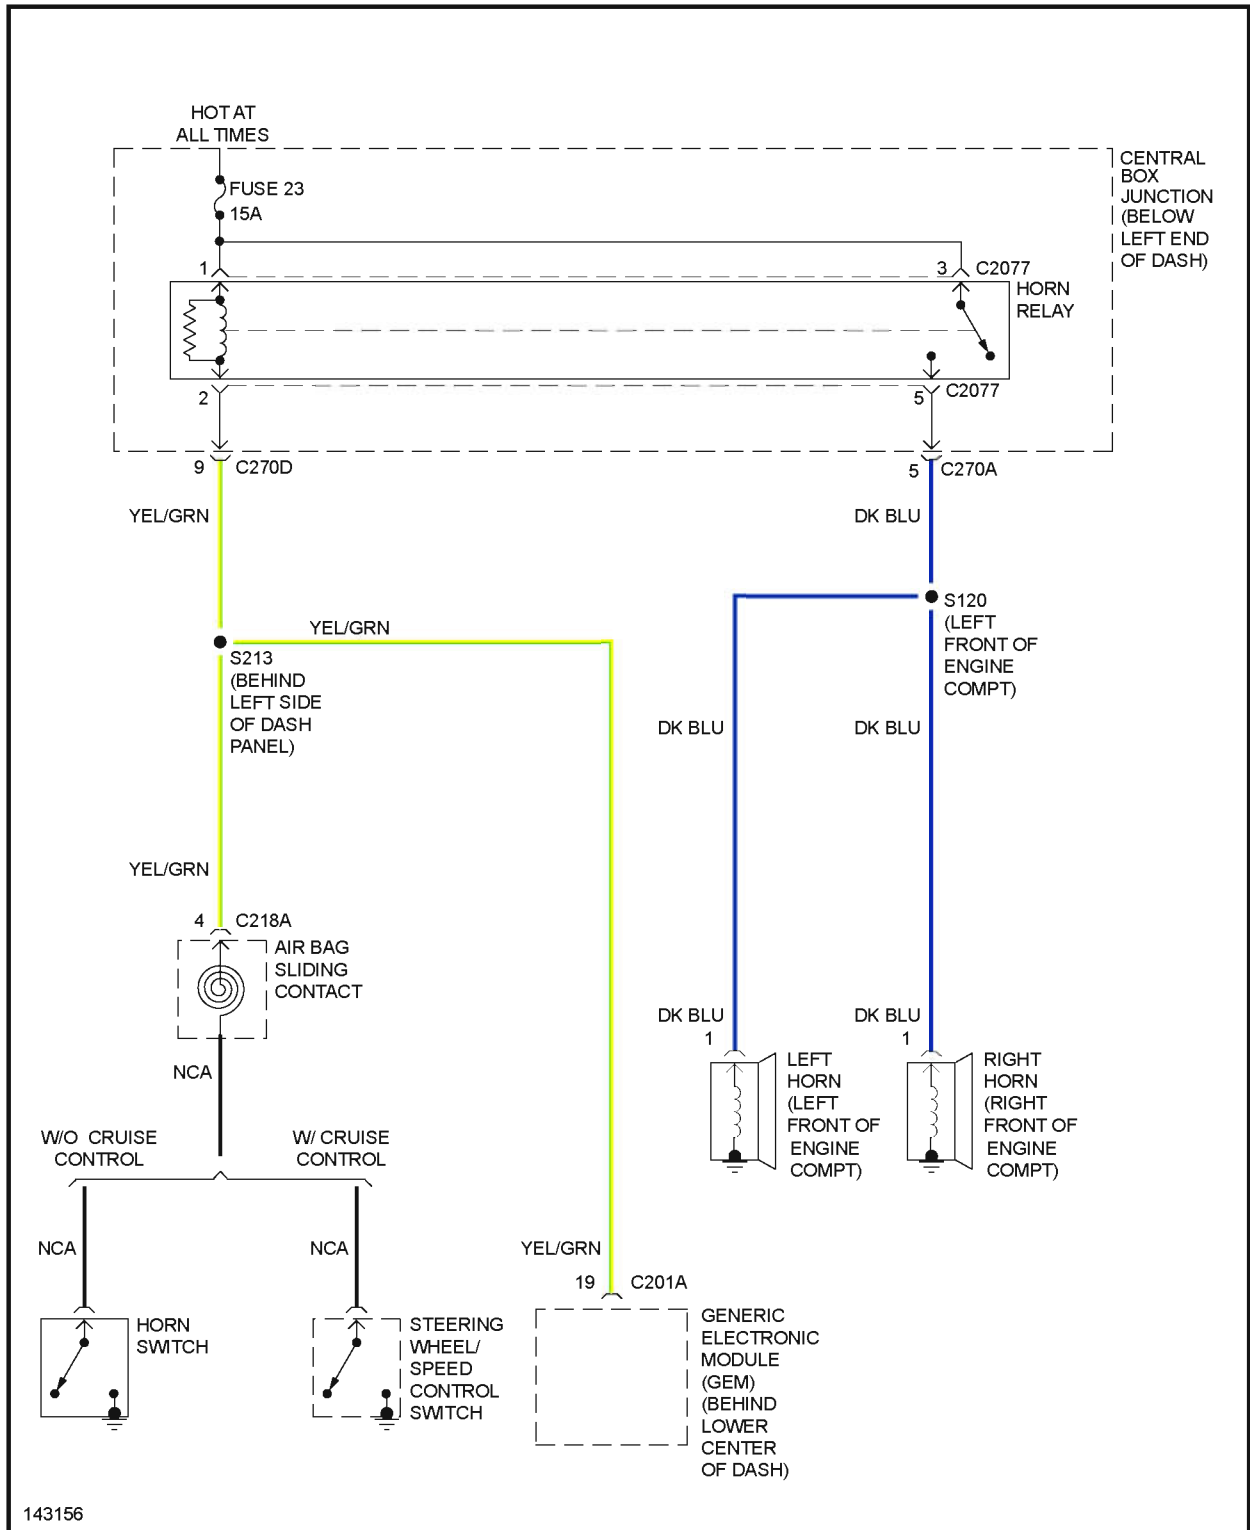 HOT AT
ALL TIMES
FUSE 23
15A
CENTRAL
BOX
JUNCTION
(BELOW
LEFT END
OF DASH)
1
3
C2077
HORN
RELAY
2
5
C2077
9
C270D
5
C270A
YEL/GRN
DK BLU
S120
(LEFT
FRONT OF
ENGINE
COMPT)
YEL/GRN
S213
(BEHIND
LEFT SIDE
OF DASH
PANEL)
DK BLU
DK BLU
YEL/GRN
4
C218A
AIR BAG
SLIDING
CONTACT
NCA
DK BLU
1
DK BLU
1
LEFT
HORN
(LEFT
FRONT OF
ENGINE
COMPT)
RIGHT
HORN
(RIGHT
FRONT OF
ENGINE
COMPT)
W/O CRUISE
CONTROL
W/ CRUISE
CONTROL
NCA
NCA
YEL/GRN
19
C201A
HORN
SWITCH
STEERING
WHEEL/
SPEED
CONTROL
SWITCH
GENERIC
ELECTRONIC
MODULE
(GEM)
(BEHIND
LOWER
CENTER
OF DASH)
143156